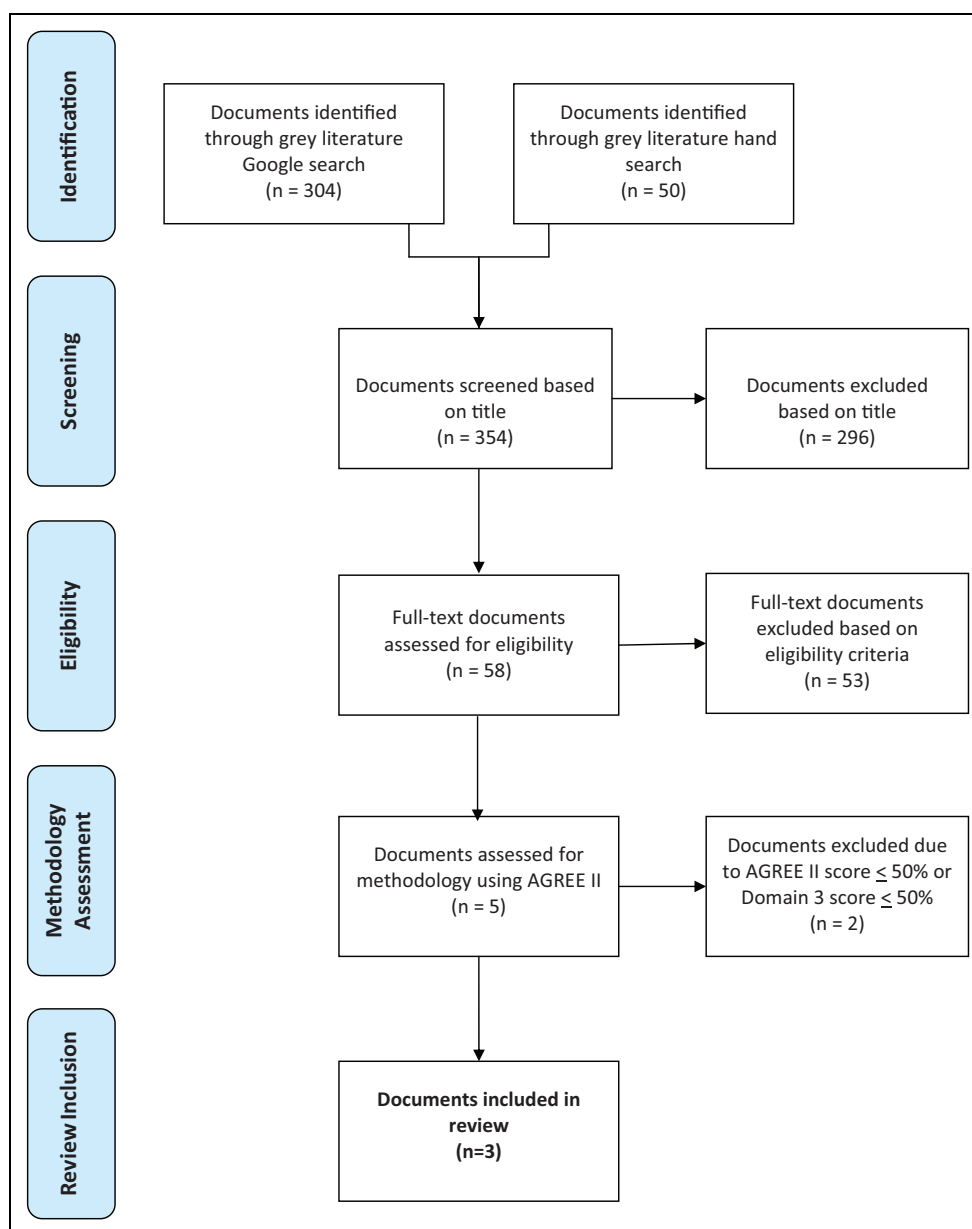 Identification
Documents identified
through grey literature
Google search
(n = 304)
Documents identified
through grey literature hand
search
(n = 50)
Screening
Documents screened based
on title
(n = 354)
Documents excluded
based on title
(n = 296)
Eligibility
Full-text documents
assessed for eligibility
(n = 58)
Full-text documents
excluded based on
eligibility criteria
(n = 53)
Methodology
Assessment
Documents assessed for
methodology using AGREE II
(n = 5)
Documents excluded due
to AGREE II score ≤ 50% or
Domain 3 score ≤ 50%
(n = 2)
Review Inclusion
Documents included in
review
(n=3)